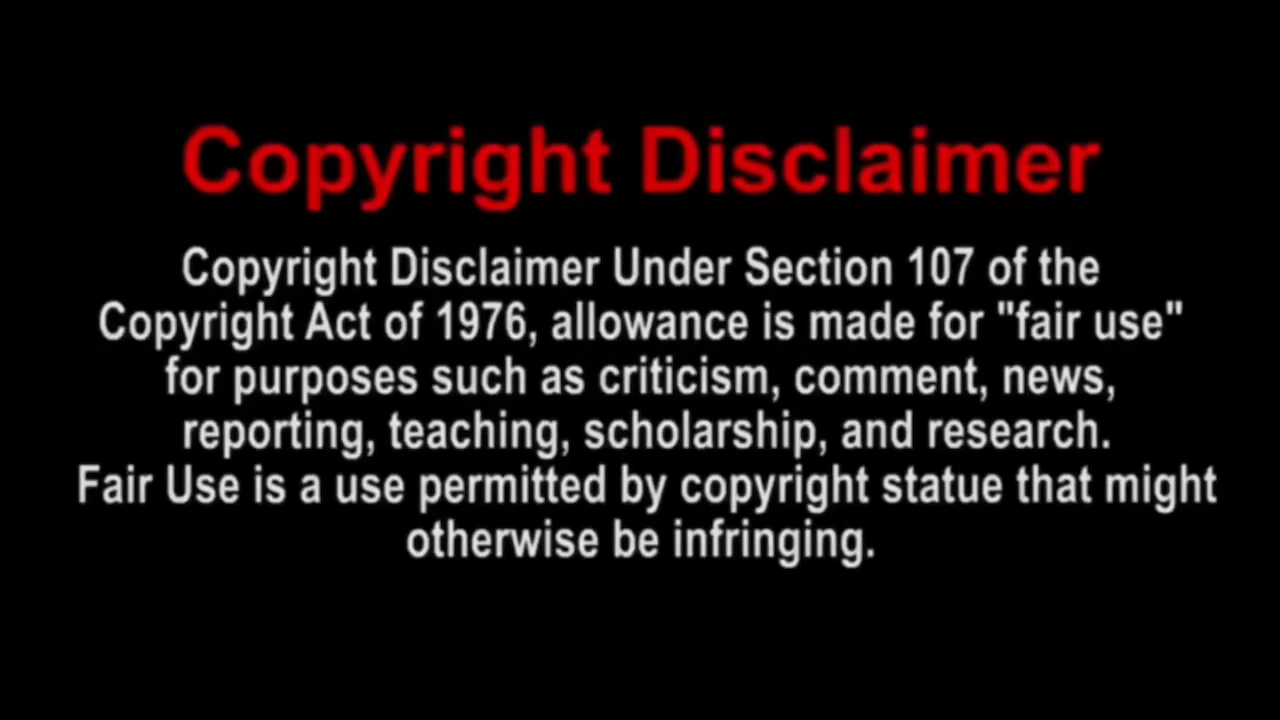 Copyright Disclaimer
Copyright Disclaimer Under Section 107 of the
Copyright Act of 1976, allowance is made for "fair use"
for purposes such as criticism, comment, news,
reporting, teaching, scholarship, and research.
Fair Use is a use permitted by copyright statue that might
otherwise be infringing.